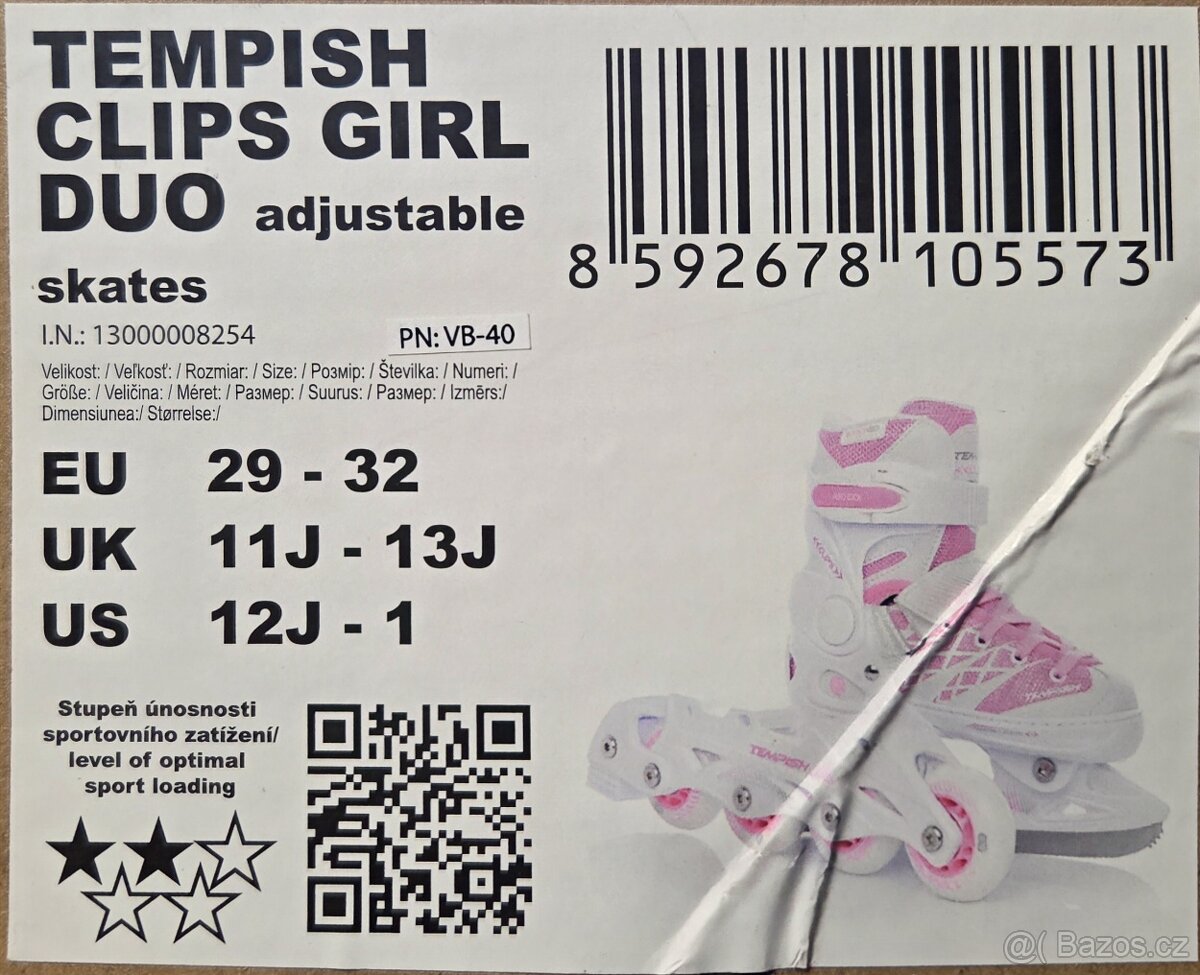 TEMPISH
CLIPS GIRL
DUO adjustable
skates
I.N.: 13000008254
PN: VB-40
Velikost: / Veľkosť: / Rozmiar: / Size: / Розмір: / Številka: / Numeri: /
Größe: / Veličina: / Méret: / Размер: / Suurus: / Размер: / Izmērs:/
Dimensiunea:/ Størrelse:/
EU 29 - 32
UK 11J - 13J
US 12J - 1
Stupeň únosnosti
sportovního zatížení/
level of optimal
sport loading
8 592678 105573
TEMPISH
TEMPISH
@( Bazos.cz